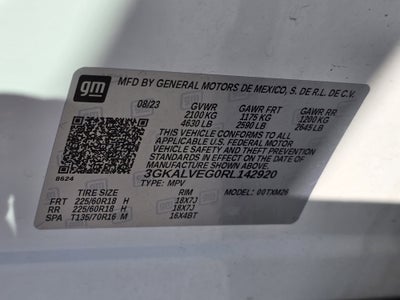 gm
MFD BY GENERAL MOTORS DE MEXICO, S. DE R.L. DE C.V.
08/23 GVWR GAWR FRT GAWR RR
2100 KG 1175 KG 1200 KG
4630 LB 2590 LB 2645 LB
THIS VEHICLE CONFORMS TO ALL
APPLICABLE U.S. FEDERAL MOTOR
VEHICLE SAFETY AND THEFT PREVENTION
STANDARDS IN EFFECT ON THE DATE OF
MANUFACTURE SHOWN ABOVE.
3GKALVEG0RL142920
8624 TYPE: MPV MODEL: 00TXM26
TIRE SIZE RIM
FRT 225/60R18 H 18X7J
RR 225/60R18 H 18X7J
SPA T135/70R16 M 16X4BT